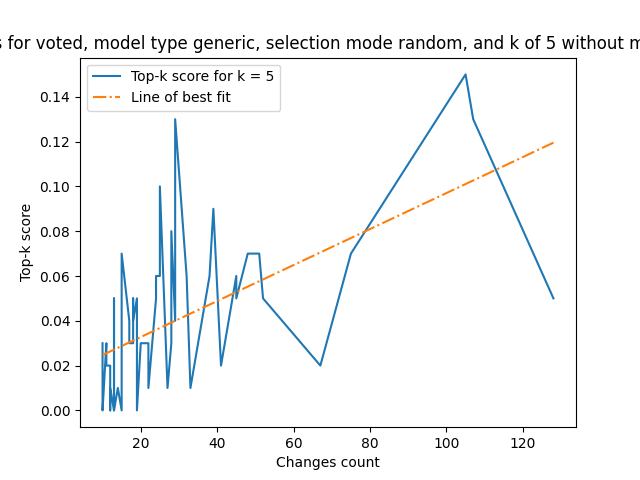 s for voted, model type generic, selection mode random, and k of 5 without m
Top-k score for k = 5
Line of best fit
0.14
0.12
0.10
0.08
0.06
0.04
0.02
0.00
Top-k score
20 40 60 80 100 120
Changes count